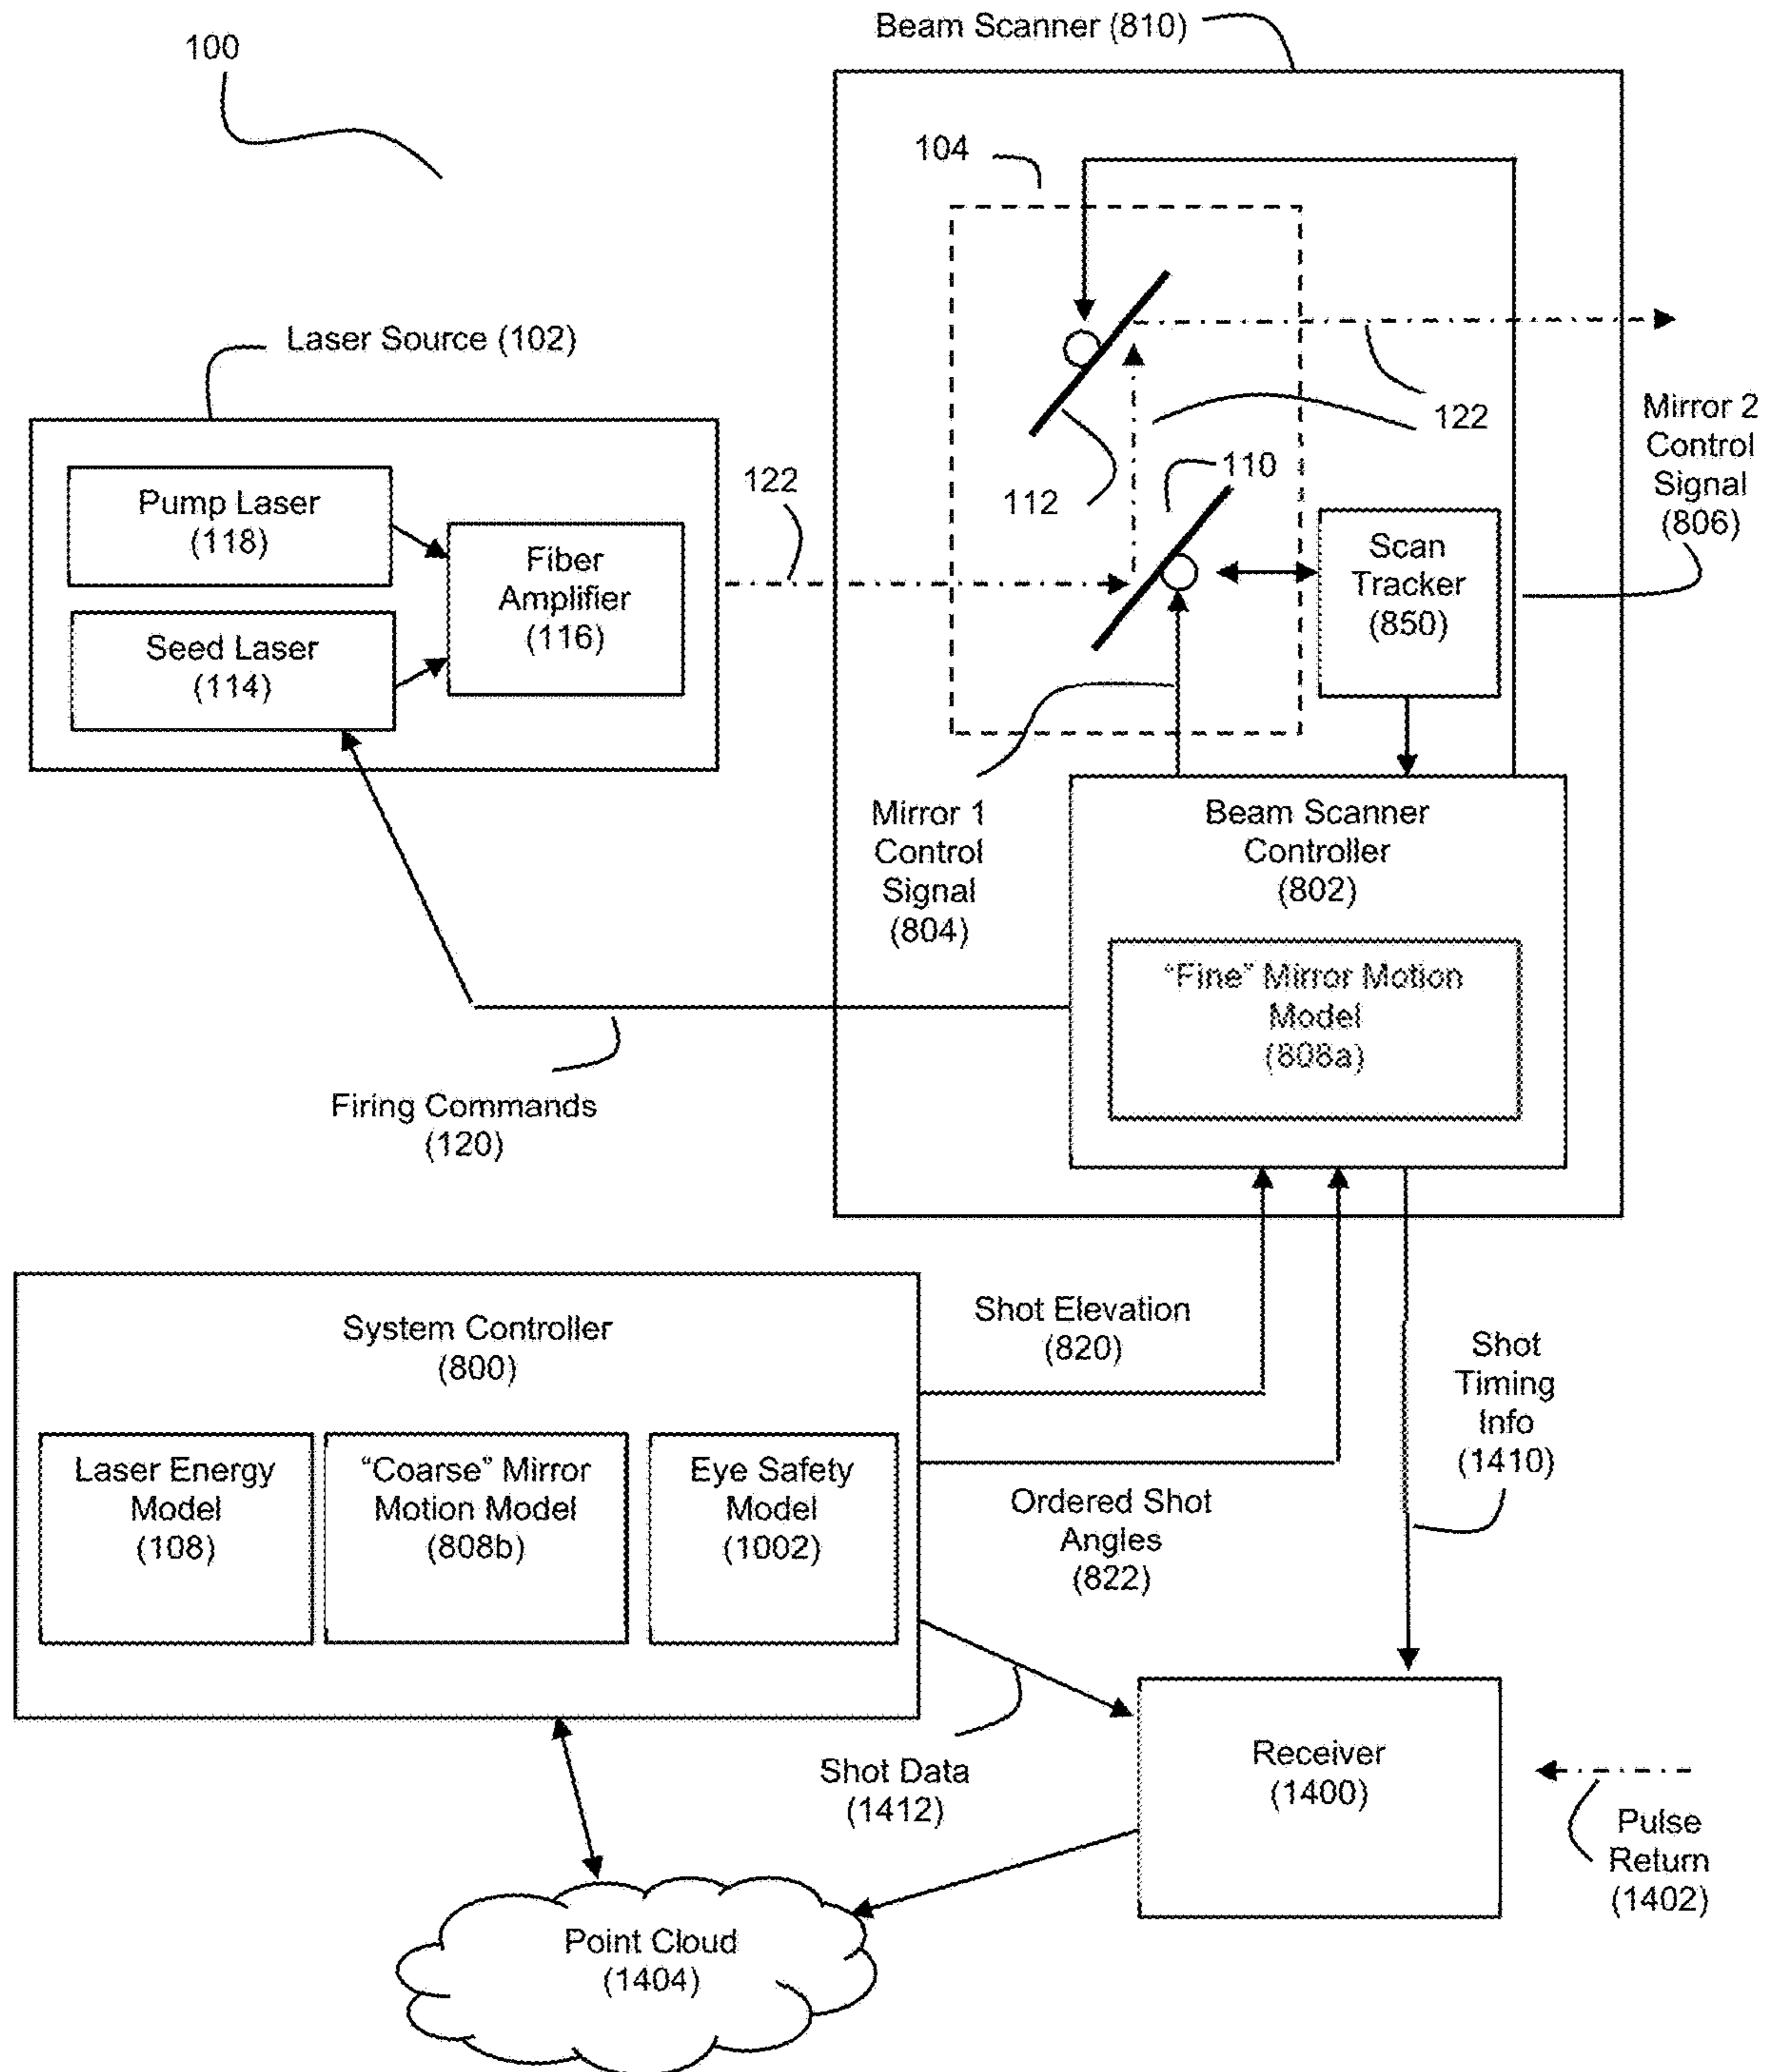 100
Beam Scanner (810)
104
Laser Source (102)
Pump Laser
(118)
Seed Laser
(114)
Fiber
Amplifier
(116)
122
112
110
122
Mirror 2
Control
Signal
(806)
Scan
Tracker
(850)
Mirror 1
Control
Signal
(804)
Beam Scanner
Controller
(802)
“Fine” Mirror Motion
Model
(808a)
Firing Commands
(120)
System Controller
(800)
Laser Energy
Model
(108)
“Coarse” Mirror
Motion Model
(808b)
Eye Safety
Model
(1002)
Shot Elevation
(820)
Ordered Shot
Angles
(822)
Shot
Timing
Info
(1410)
Shot Data
(1412)
Receiver
(1400)
Pulse
Return
(1402)
Point Cloud
(1404)